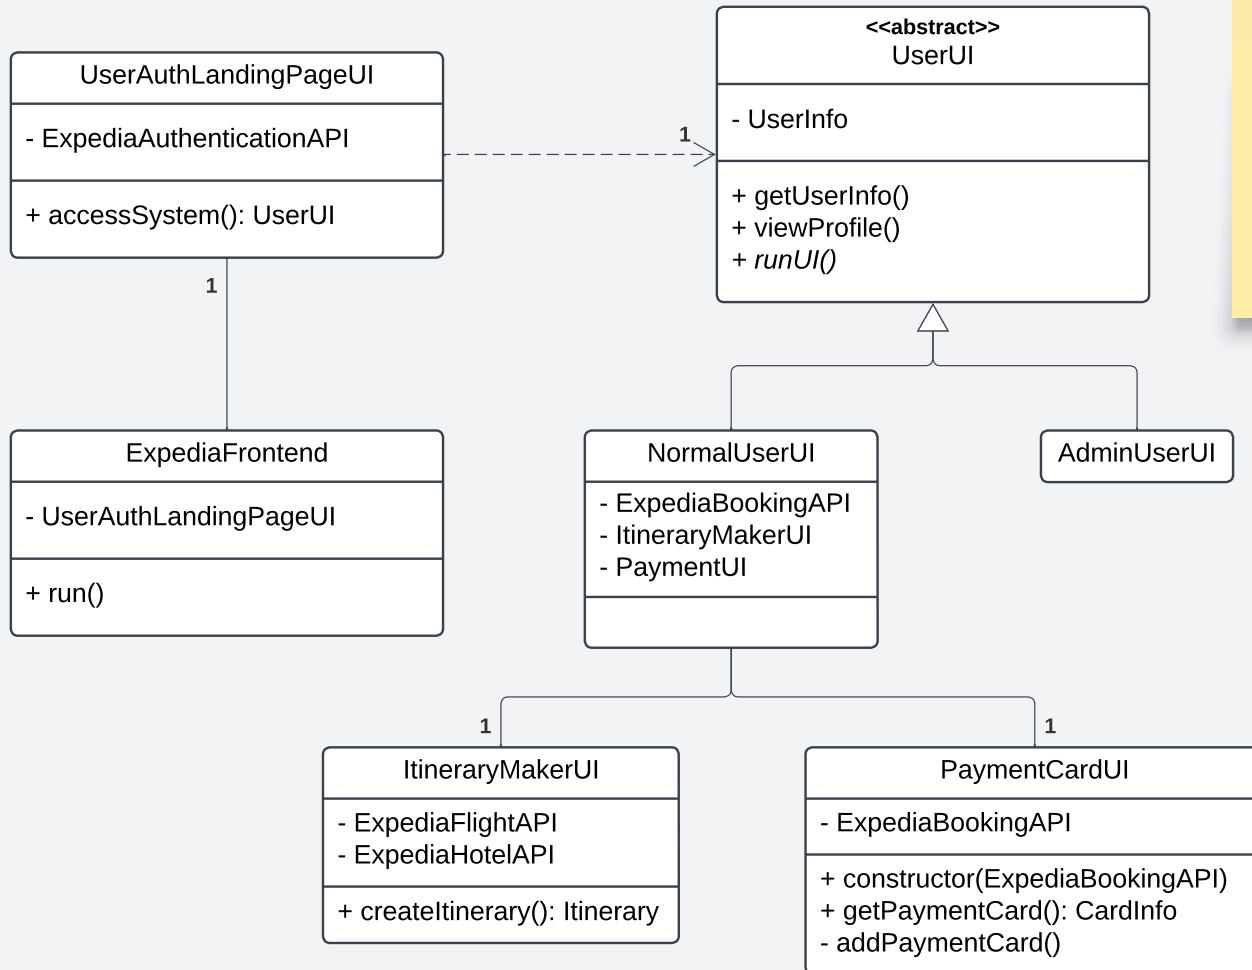 UserAuthLandingPageUI
- ExpediaAuthenticationAPI
+ accessSystem(): UserUI
1
<<abstract>>
UserUI
- UserInfo
+ getUserInfo()
+ viewProfile()
+ runUI()
1
ExpediaFrontend
- UserAuthLandingPageUI
+ run()
NormalUserUI
- ExpediaBookingAPI
- ItineraryMakerUI
- PaymentUI
AdminUserUI
1
ItineraryMakerUI
- ExpediaFlightAPI
- ExpediaHotelAPI
+ createItinerary(): Itinerary
1
PaymentCardUI
- ExpediaBookingAPI
+ constructor(ExpediaBookingAPI)
+ getPaymentCard(): CardInfo
- addPaymentCard()